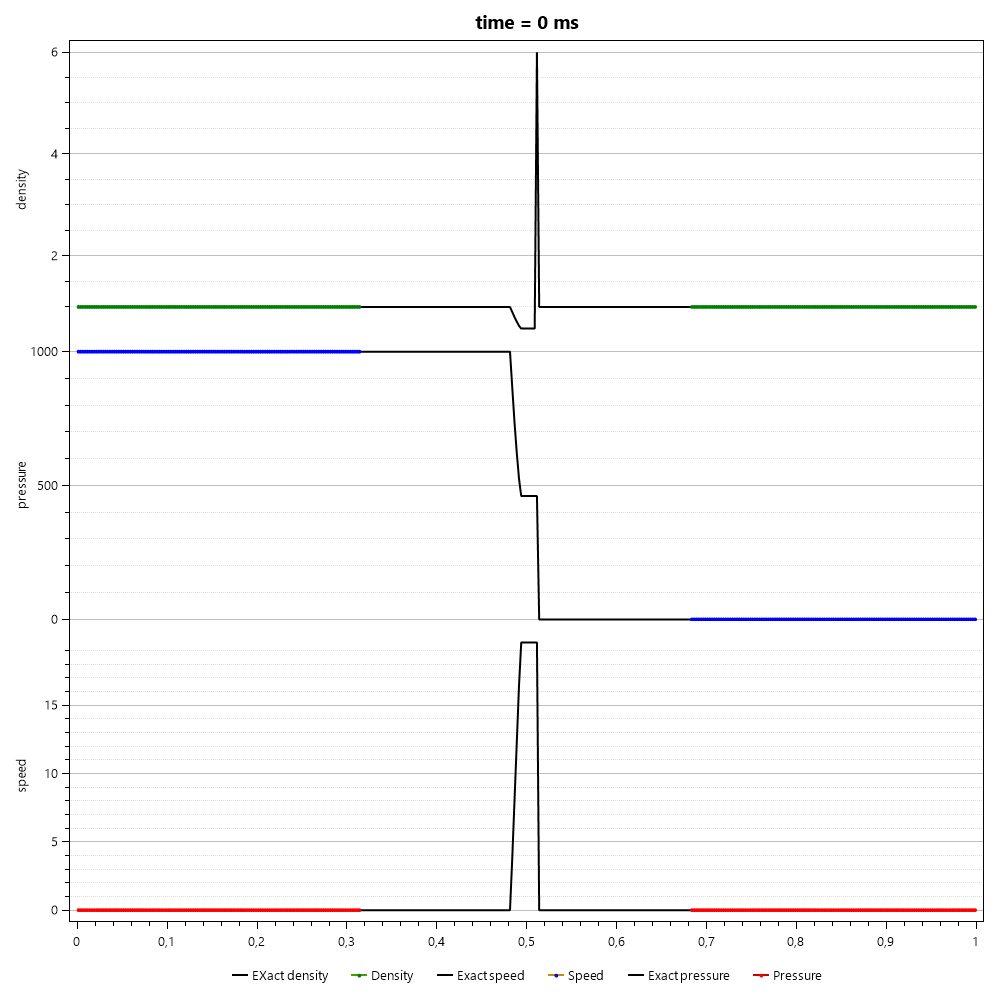 time = 0 ms
6
4
2
density
1000
500
0
pressure
15
10
5
0
speed
0 0,1 0,2 0,3 0,4 0,5 0,6 0,7 0,8 0,9 1
EXact density Density Exact speed Speed Exact pressure Pressure